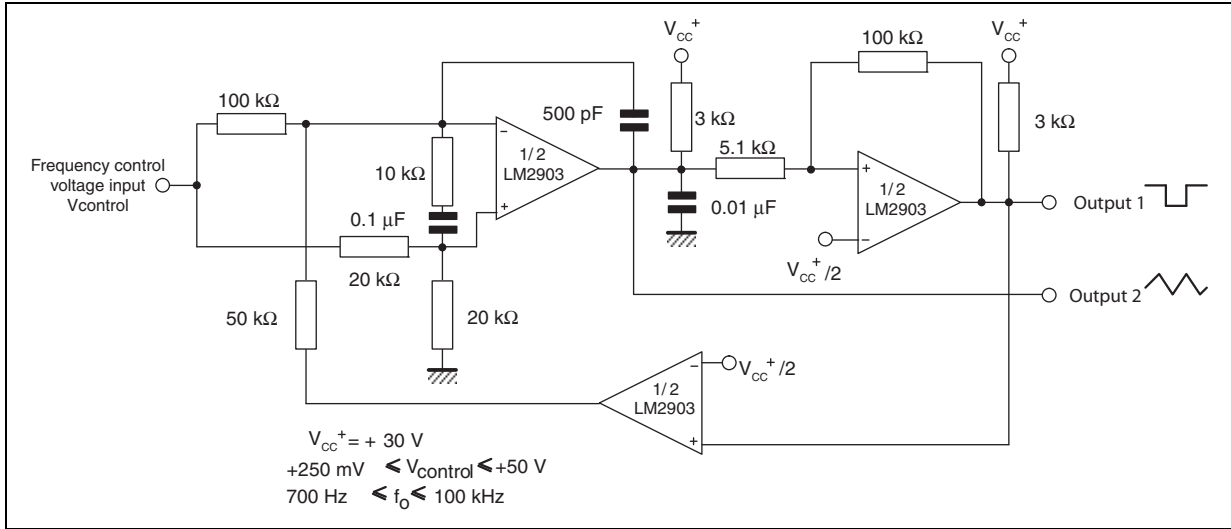 V_CC^+
V_CC^+
100 kΩ
100 kΩ
500 pF
3 kΩ
3 kΩ
Frequency control
voltage input
Vcontrol
10 kΩ
−
1/2
LM2903
+
5.1 kΩ
+
1/2
LM2903
−
0.1 μF
0.01 μF
Output 1
V_CC^+/2
20 kΩ
Output 2
50 kΩ
20 kΩ
−
1/2
LM2903
+
V_CC^+/2
V_CC^+ = + 30 V
+250 mV ⩽ V_control ⩽ +50 V
700 Hz ⩽ f_o ⩽ 100 kHz